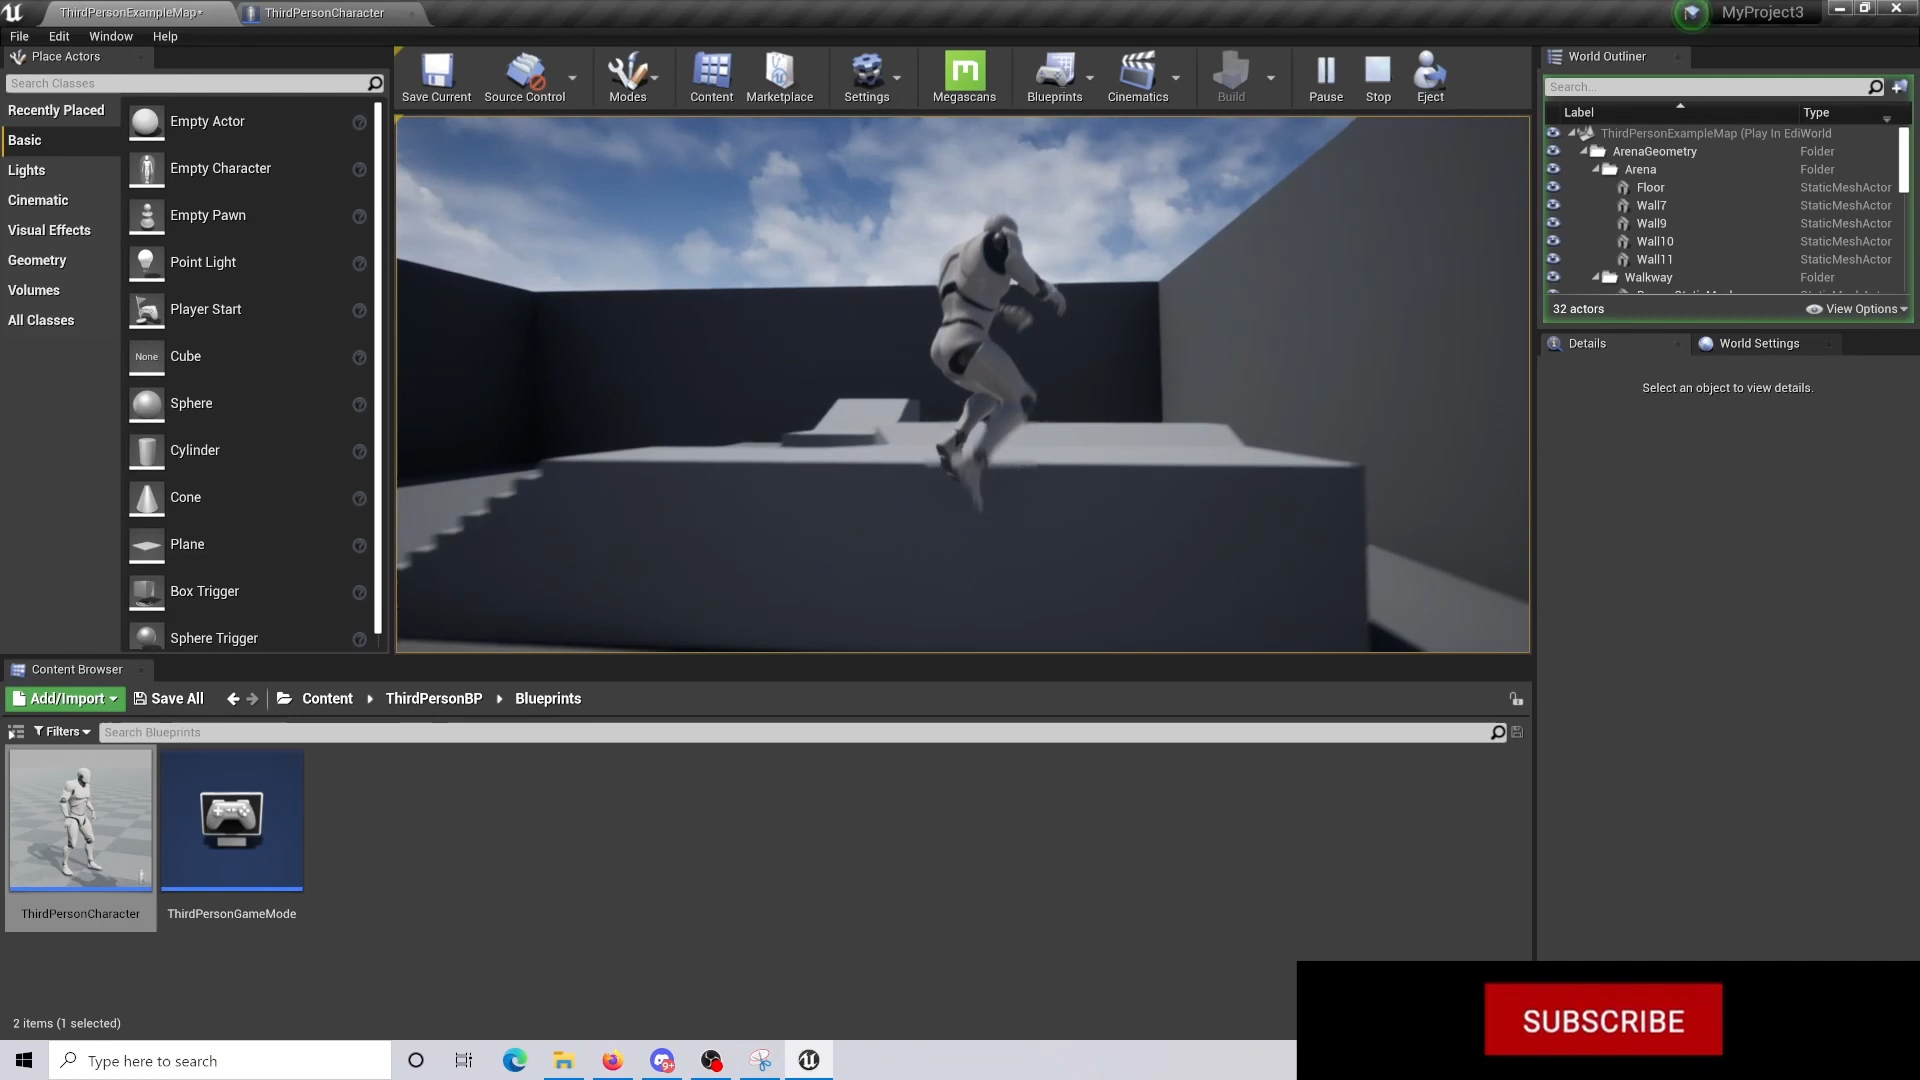 ThirdPersonExampleMap*
ThirdPersonCharacter
MyProject3
File Edit Window Help
Place Actors
Search Classes
Recently Placed
Basic
Lights
Cinematic
Visual Effects
Geometry
Volumes
All Classes
Empty Actor
Empty Character
Empty Pawn
Point Light
Player Start
None
Cube
Sphere
Cylinder
Cone
Plane
Box Trigger
Sphere Trigger
Save Current
Source Control
Modes
Content
Marketplace
Settings
Megascans
Blueprints
Cinematics
Build
Pause
Stop
Eject
World Outliner
Search...
Label Type
ThirdPersonExampleMap (Play In EdiWorld
ArenaGeometry Folder
Arena Folder
Floor StaticMeshActor
Wall7 StaticMeshActor
Wall9 StaticMeshActor
Wall10 StaticMeshActor
Wall11 StaticMeshActor
Walkway Folder
32 actors
View Options
Details
World Settings
Select an object to view details.
Content Browser
Add/Import
Save All
Content
ThirdPersonBP
Blueprints
Filters
Search Blueprints
ThirdPersonCharacter
ThirdPersonGameMode
2 items (1 selected)
SUBSCRIBE
Type here to search
9+